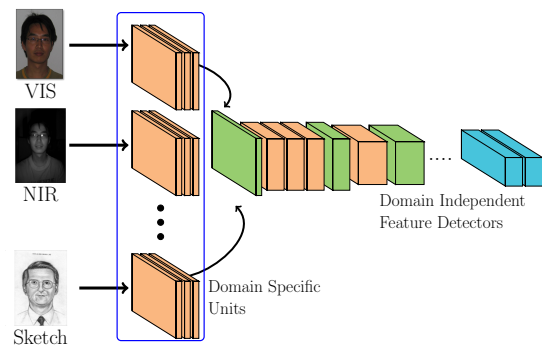 VIS
NIR
Sketch
Domain Specific
Units
Domain Independent
Feature Detectors